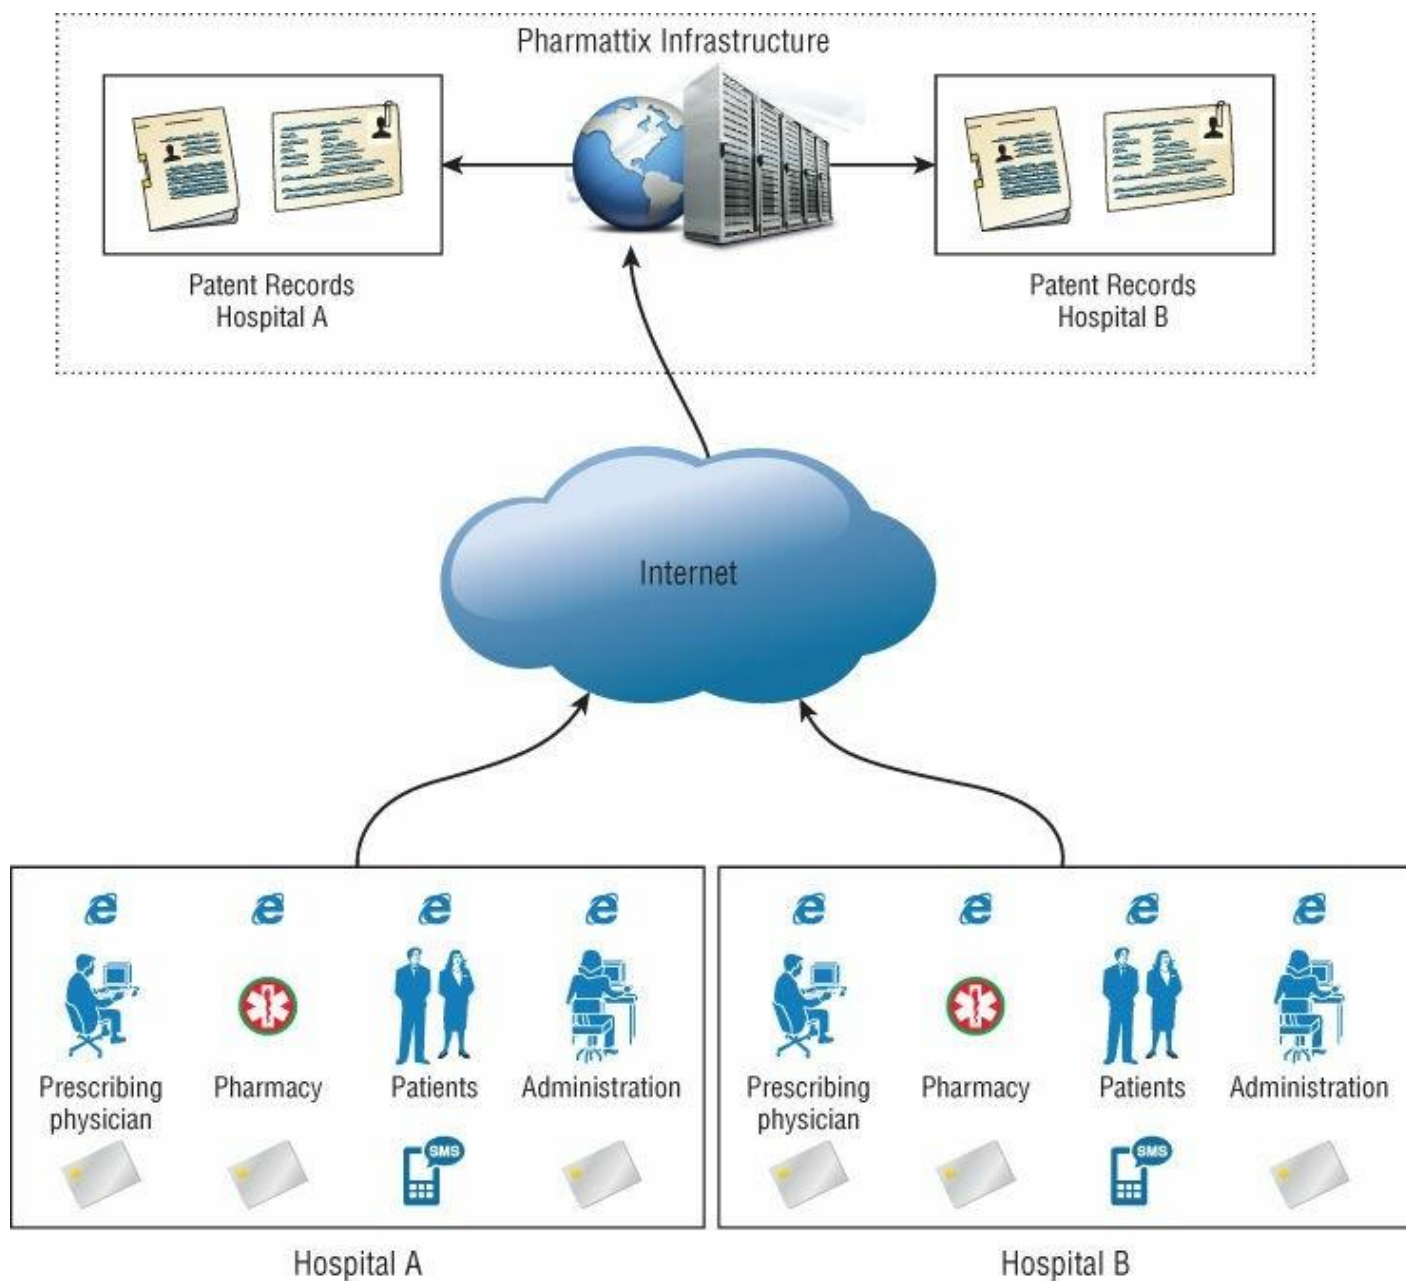 Pharmattix Infrastructure
Patent Records
Hospital A
Patent Records
Hospital B
Internet
Prescribing
physician
Pharmacy
Patients
Administration
SMS
Hospital A
Prescribing
physician
Pharmacy
Patients
Administration
SMS
Hospital B